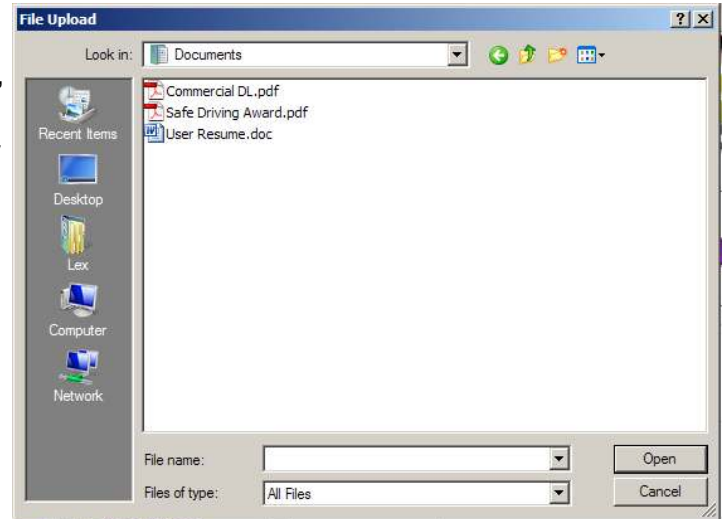 File Upload
Look in: Documents
Commercial DL.pdf
Safe Driving Award.pdf
User Resume.doc
Recent Items
Desktop
Lex
Computer
Network
File name: Open
Files of type: All Files Cancel